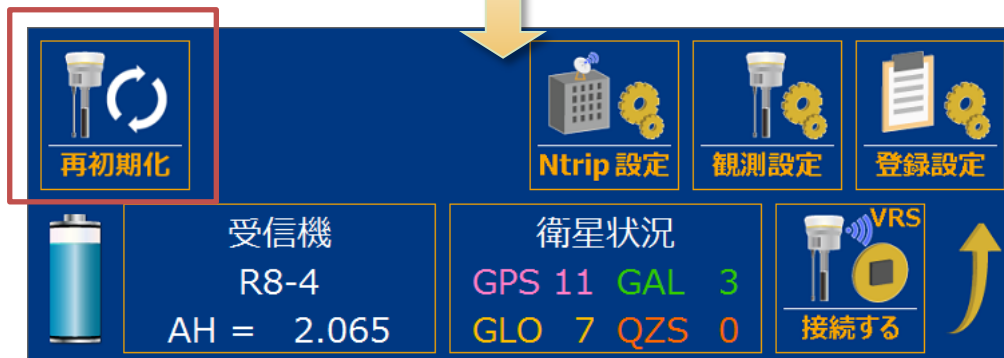 再初期化
Ntrip 設定
観測設定
登録設定
受信機
R8-4
AH = 2.065
衛星状況
GPS 11 GAL 3
GLO 7 QZS 0
VRS
接続する